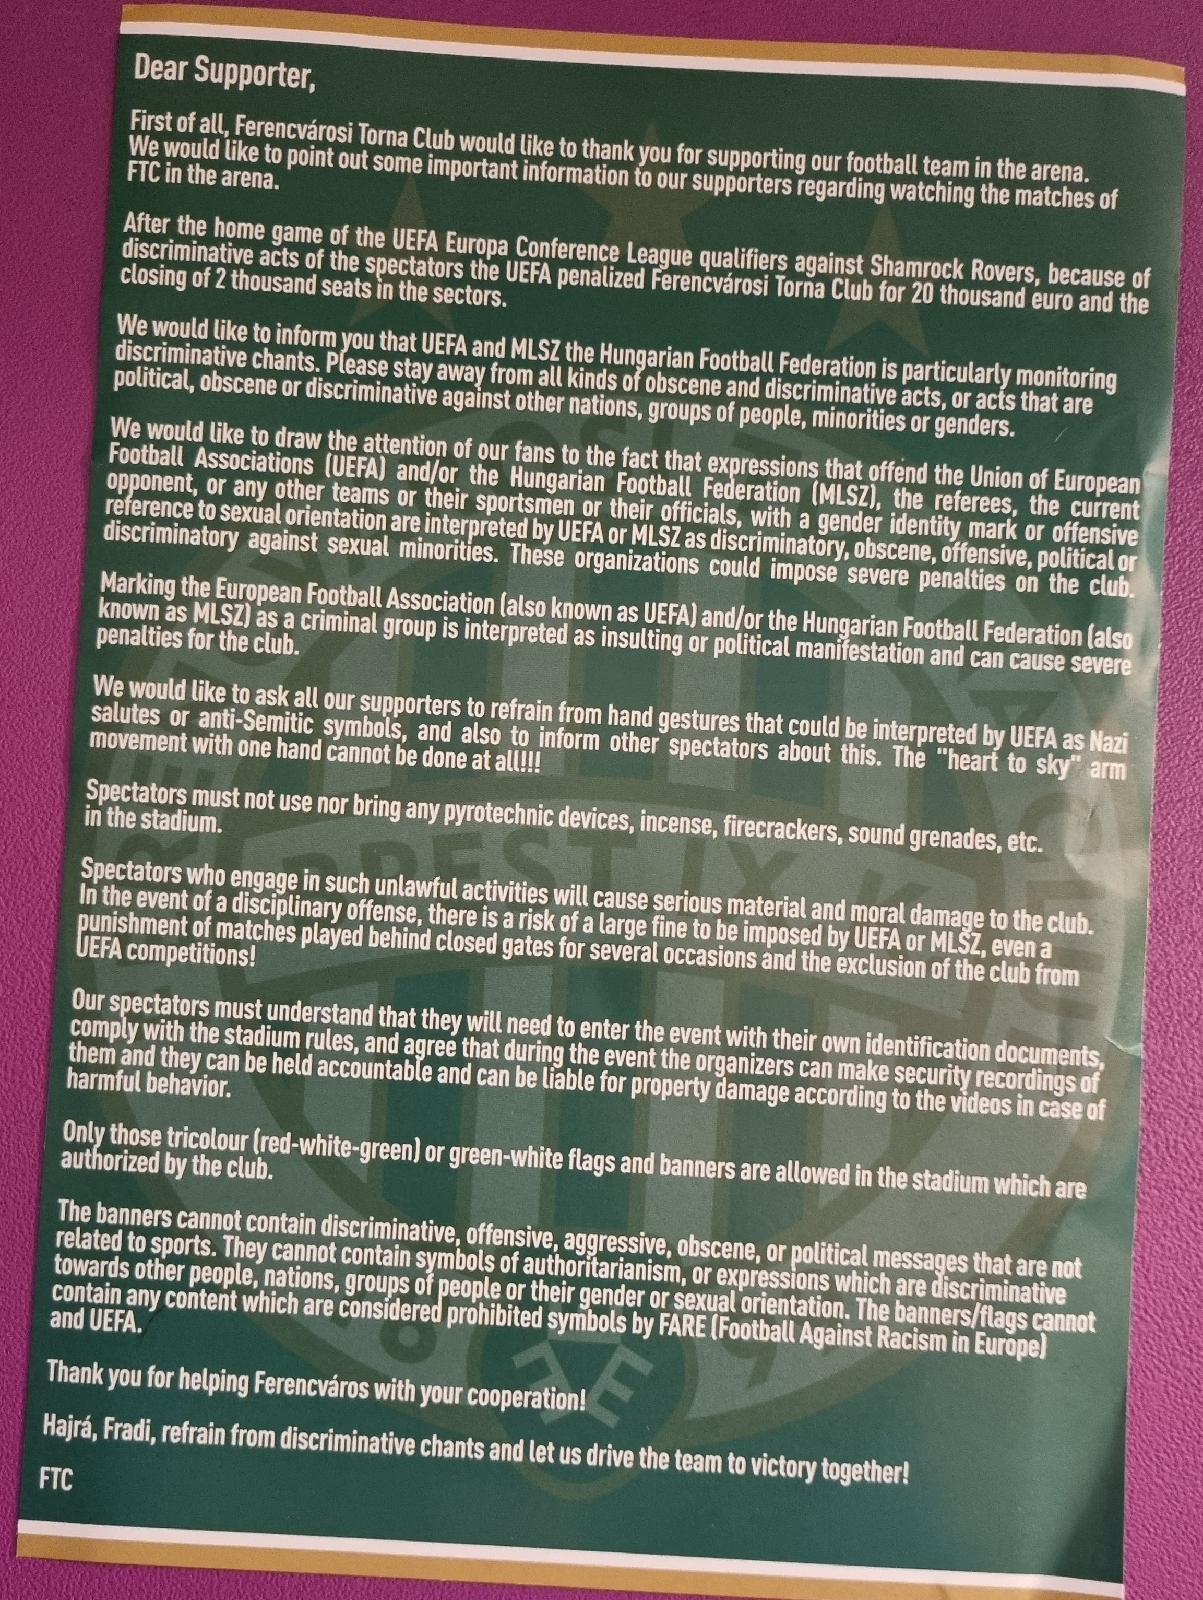 Dear Supporter,
First of all, Ferencvárosi Torna Club would like to thank you for supporting our football team in the arena.
We would like to point out some important information to our supporters regarding watching the matches of
FTC in the arena.
After the home game of the UEFA Europa Conference League qualifiers against Shamrock Rovers, because of
discriminative acts of the spectators the UEFA penalized Ferencvárosi Torna Club for 20 thousand euro and the
closing of 2 thousand seats in the sectors.
We would like to inform you that UEFA and MLSZ the Hungarian Football Federation is particularly monitoring
discriminative chants. Please stay away from all kinds of obscene and discriminative acts, or acts that are
political, obscene or discriminative against other nations, groups of people, minorities or genders.
We would like to draw the attention of our fans to the fact that expressions that offend the Union of European
Football Associations (UEFA) and/or the Hungarian Football Federation (MLSZ), the referees, the current
opponent, or any other teams or their sportsmen or their officials, with a gender identity mark or offensive
reference to sexual orientation are interpreted by UEFA or MLSZ as discriminatory, obscene, offensive, political or
discriminatory against sexual minorities. These organizations could impose severe penalties on the club.
Marking the European Football Association (also known as UEFA) and/or the Hungarian Football Federation (also
known as MLSZ) as a criminal group is interpreted as insulting or political manifestation and can cause severe
penalties for the club.
We would like to ask all our supporters to refrain from hand gestures that could be interpreted by UEFA as Nazi
salutes or anti-Semitic symbols, and also to inform other spectators about this. The "heart to sky" arm
movement with one hand cannot be done at all!!!
Spectators must not use nor bring any pyrotechnic devices, incense, firecrackers, sound grenades, etc.
in the stadium.
Spectators who engage in such unlawful activities will cause serious material and moral damage to the club.
In the event of a disciplinary offense, there is a risk of a large fine to be imposed by UEFA or MLSZ, even a
punishment of matches played behind closed gates for several occasions and the exclusion of the club from
UEFA competitions!
Our spectators must understand that they will need to enter the event with their own identification documents,
comply with the stadium rules, and agree that during the event the organizers can make security recordings of
them and they can be held accountable and can be liable for property damage according to the videos in case of
harmful behavior.
Only those tricolour (red-white-green) or green-white flags and banners are allowed in the stadium which are
authorized by the club.
The banners cannot contain discriminative, offensive, aggressive, obscene, or political messages that are not
related to sports. They cannot contain symbols of authoritarianism, or expressions which are discriminative
towards other people, nations, groups of people or their gender or sexual orientation. The banners/flags cannot
contain any content which are considered prohibited symbols by FARE (Football Against Racism in Europe)
and UEFA.
Thank you for helping Ferencváros with your cooperation!
Hajrá, Fradi, refrain from discriminative chants and let us drive the team to victory together!
FTC